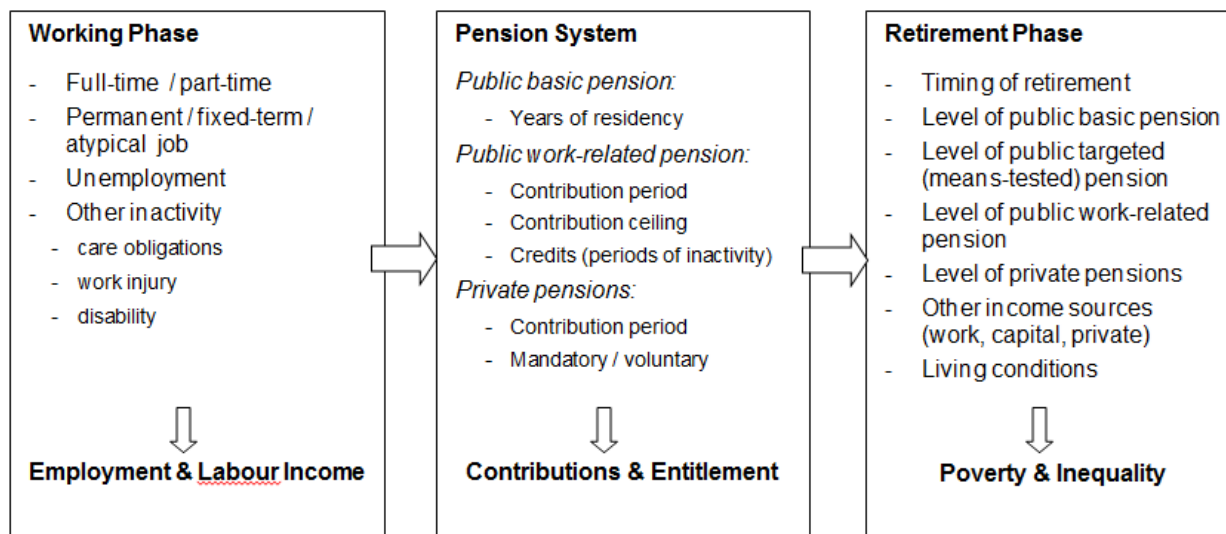 Working Phase
- Full-time / part-time
- Permanent / fixed-term /
atypical job
- Unemployment
- Other inactivity
- care obligations
- work injury
- disability
Employment & Labour Income
Pension System
Public basic pension:
- Years of residency
Public work-related pension:
- Contribution period
- Contribution ceiling
- Credits (periods of inactivity)
Private pensions:
- Contribution period
- Mandatory / voluntary
Contributions & Entitlement
Retirement Phase
- Timing of retirement
- Level of public basic pension
- Level of public targeted
(means-tested) pension
- Level of public work-related
pension
- Level of private pensions
- Other income sources
(work, capital, private)
- Living conditions
Poverty & Inequality